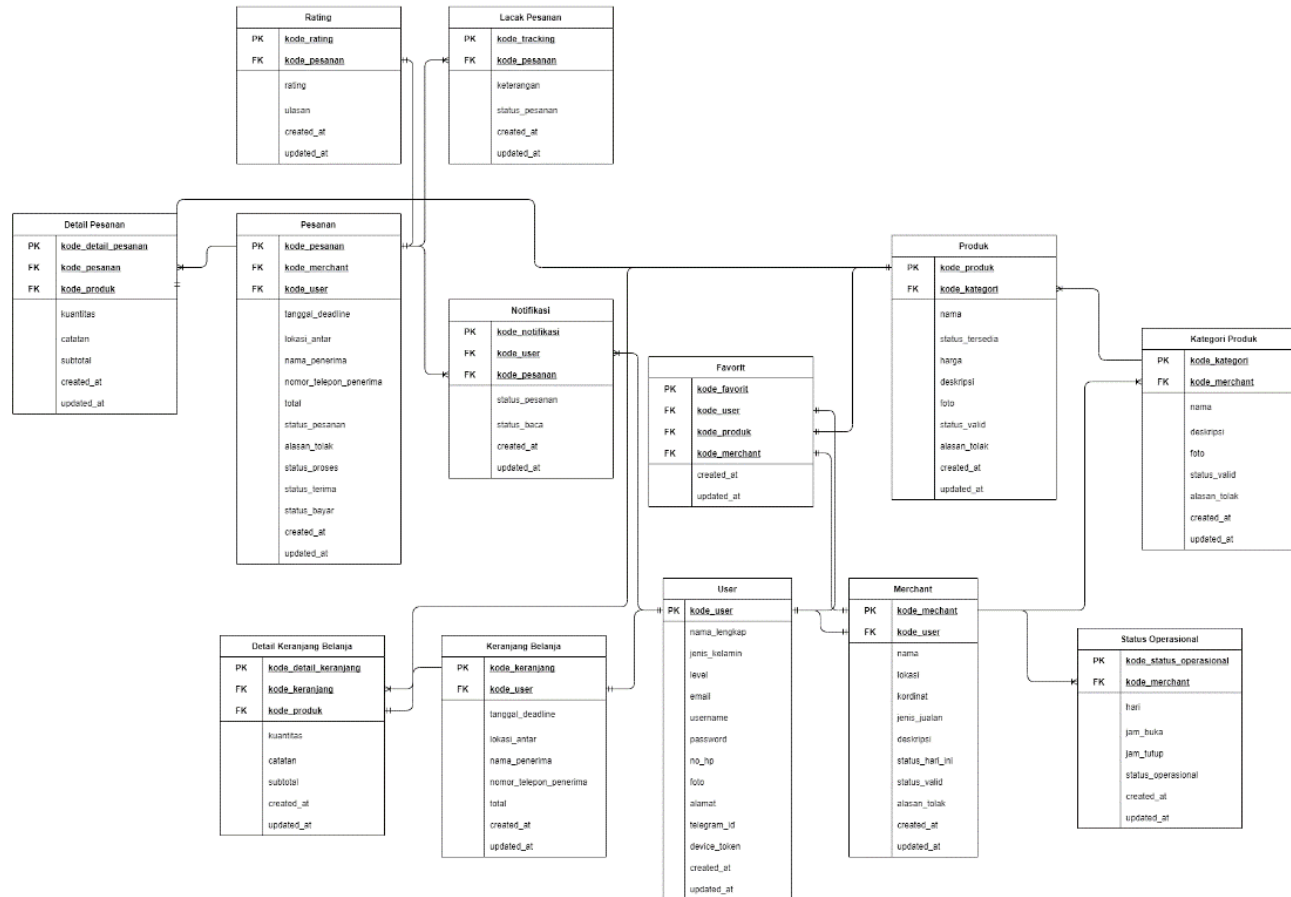 Rating
PK kode_rating
FK kode_pesanan
rating
ulasan
created_at
updated_at
Lacak Pesanan
PK kode_tracking
FK kode_pesanan
keterangan
status_pesanan
created_at
updated_at
Detail Pesanan
PK kode_detail_pesanan
FK kode_pesanan
FK kode_produk
kuantitas
catatan
subtotal
created_at
updated_at
Pesanan
PK kode_pesanan
FK kode_merchant
FK kode_user
tanggal_deadline
lokasi_antar
nama_penerima
nomor_telepon_penerima
total
status_pesanan
alasan_tolak
status_proses
status_terima
status_bayar
created_at
updated_at
Notifikasi
PK kode_notifikasi
FK kode_user
FK kode_pesanan
status_pesanan
status_baca
created_at
updated_at
Favorit
PK kode_favorit
FK kode_user
FK kode_produk
FK kode_merchant
created_at
updated_at
Produk
PK kode_produk
FK kode_kategori
nama
status_tersedia
harga
deskripsi
foto
status_valid
alasan_tolak
created_at
updated_at
Kategori Produk
PK kode_kategori
FK kode_merchant
nama
deskripsi
foto
status_valid
alasan_tolak
created_at
updated_at
Detail Keranjang Belanja
PK kode_detail_keranjang
FK kode_keranjang
FK kode_produk
kuantitas
catatan
subtotal
created_at
updated_at
Keranjang Belanja
PK kode_keranjang
FK kode_user
tanggal_deadline
lokasi_antar
nama_penerima
nomor_telepon_penerima
total
created_at
updated_at
User
PK kode_user
nama_lengkap
jenis_kelamin
level
email
username
password
no_hp
foto
alamat
telegram_id
device_token
created_at
updated_at
Merchant
PK kode_mechant
FK kode_user
nama
lokasi
kordinat
jenis_jualan
deskripsi
status_hari_ini
status_valid
alasan_tolak
created_at
updated_at
Status Operasional
PK kode_status_operasional
FK kode_merchant
hari
jam_buka
jam_tutup
status_operasional
created_at
updated_at